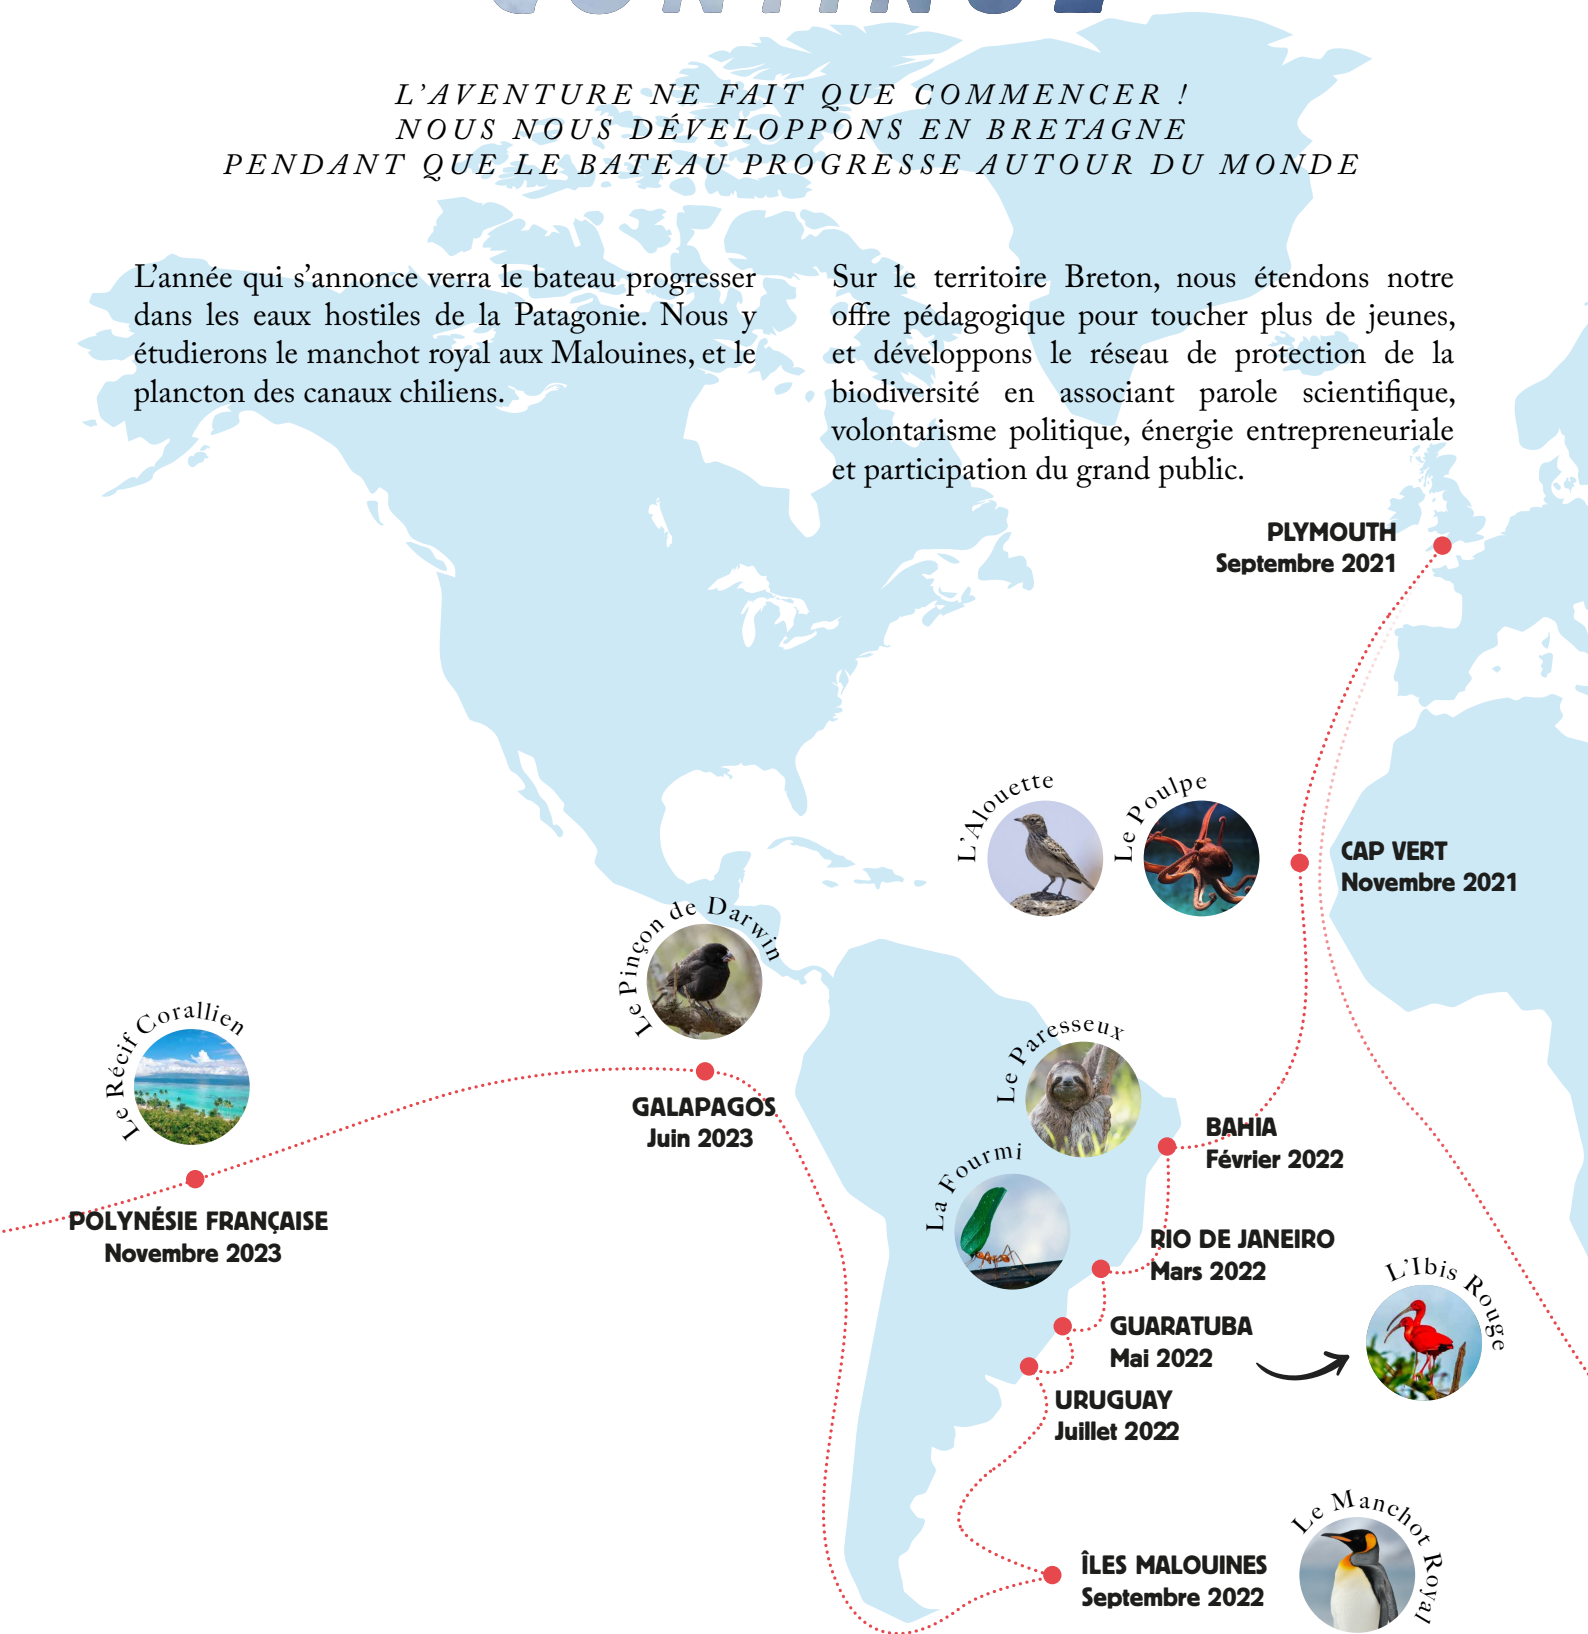 CONTINUE
L'AVENTURE NE FAIT QUE COMMENCER !
NOUS NOUS DÉVELOPPONS EN BRETAGNE
PENDANT QUE LE BATEAU PROGRESSE AUTOUR DU MONDE
L'année qui s'annonce verra le bateau progresser
dans les eaux hostiles de la Patagonie. Nous y
étudierons le manchot royal aux Malouines, et le
plancton des canaux chiliens.
Sur le territoire Breton, nous étendons notre
offre pédagogique pour toucher plus de jeunes,
et développons le réseau de protection de la
biodiversité en associant parole scientifique,
volontarisme politique, énergie entrepreneuriale
et participation du grand public.
PLYMOUTH
Septembre 2021
L'Alouette
Le Poulpe
CAP VERT
Novembre 2021
Le Pinçon de Darwin
GALAPAGOS
Juin 2023
Le Récif Corallien
POLYNÉSIE FRANÇAISE
Novembre 2023
Le Paresseux
BAHIA
Février 2022
La Fourmi
RIO DE JANEIRO
Mars 2022
GUARATUBA
Mai 2022
L'Ibis Rouge
URUGUAY
Juillet 2022
ÎLES MALOUINES
Septembre 2022
Le Manchot Royal